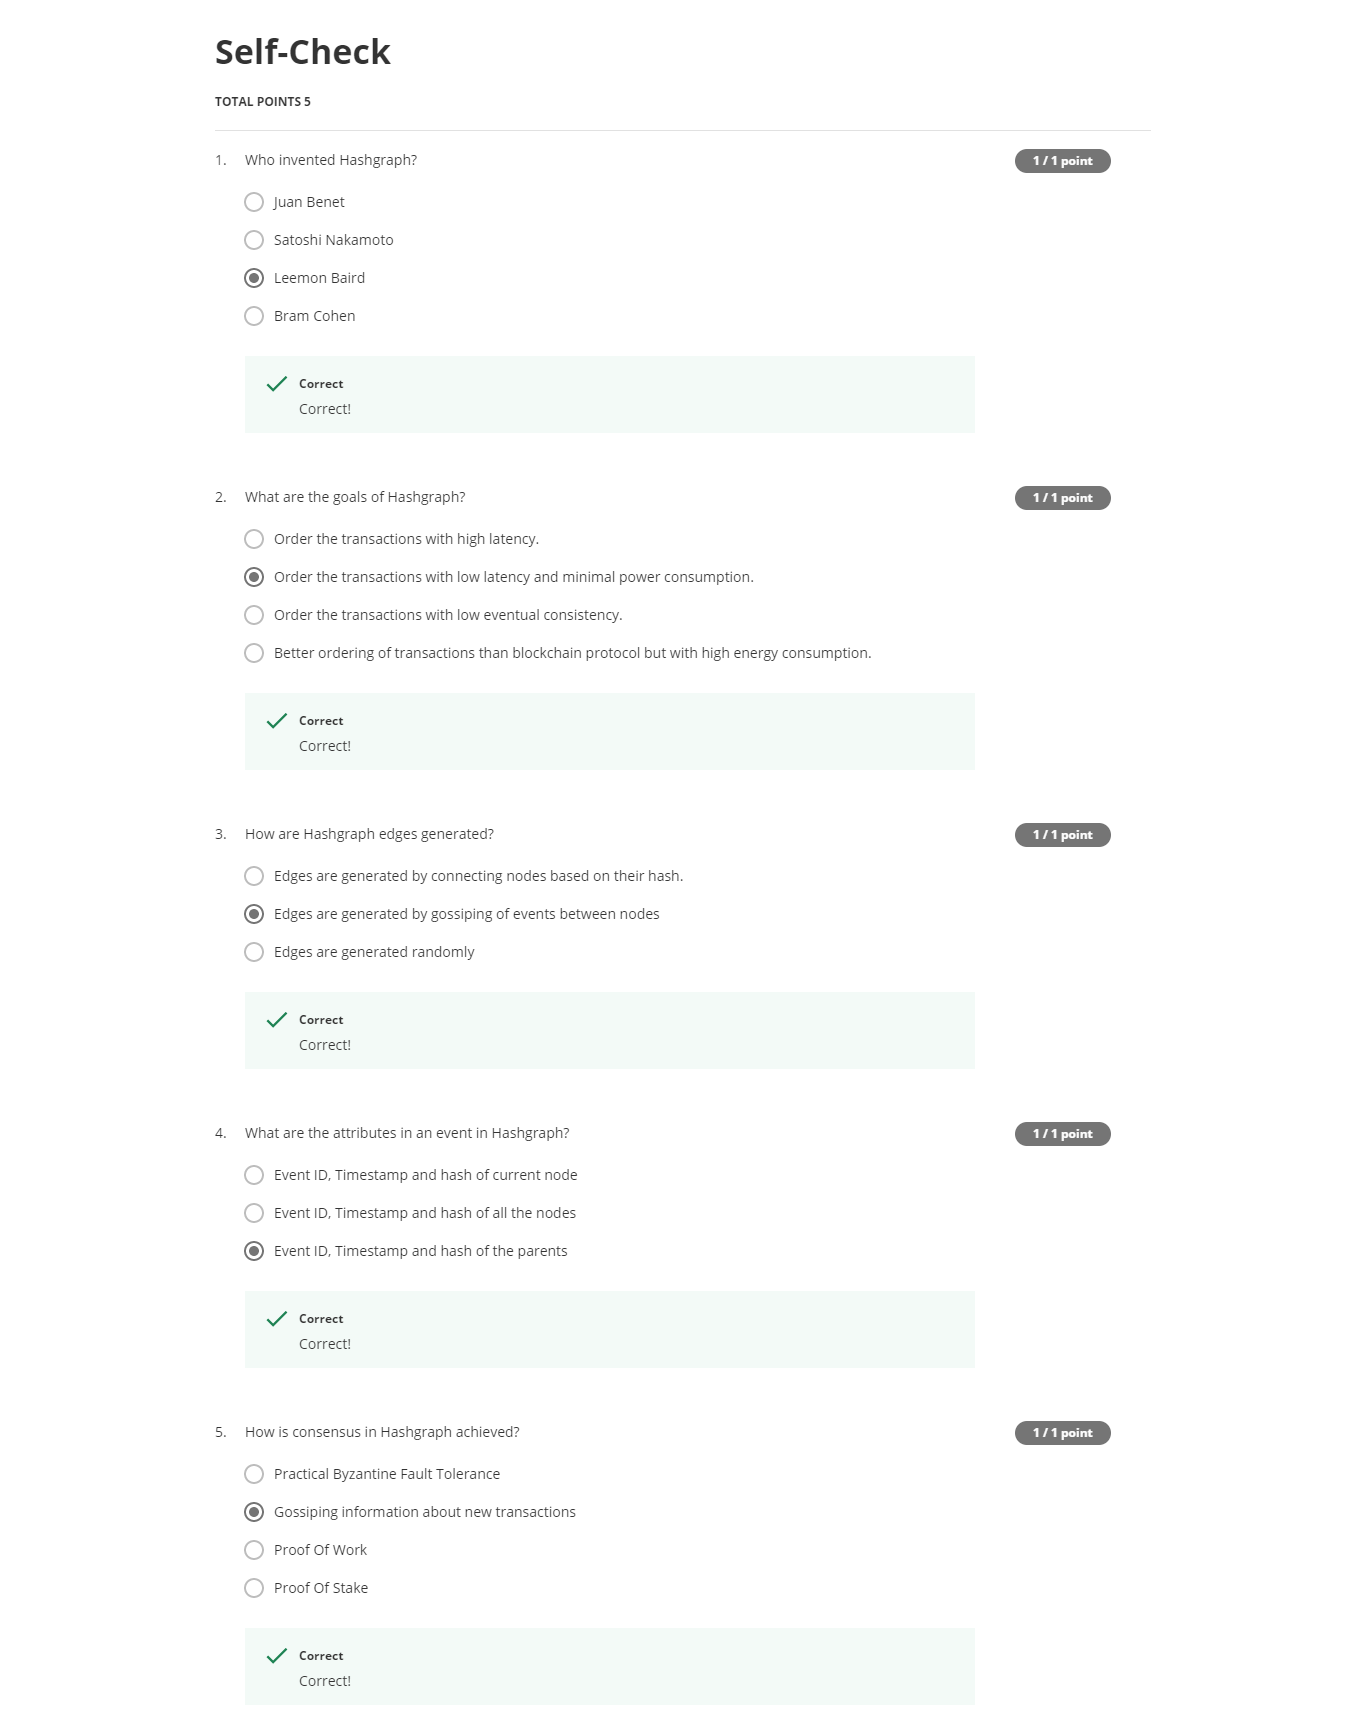 Self-Check
TOTAL POINTS 5
1. Who invented Hashgraph? 1 / 1 point
Juan Benet
Satoshi Nakamoto
Leemon Baird
Bram Cohen
Correct
Correct!
2. What are the goals of Hashgraph? 1 / 1 point
Order the transactions with high latency.
Order the transactions with low latency and minimal power consumption.
Order the transactions with low eventual consistency.
Better ordering of transactions than blockchain protocol but with high energy consumption.
Correct
Correct!
3. How are Hashgraph edges generated? 1 / 1 point
Edges are generated by connecting nodes based on their hash.
Edges are generated by gossiping of events between nodes
Edges are generated randomly
Correct
Correct!
4. What are the attributes in an event in Hashgraph? 1 / 1 point
Event ID, Timestamp and hash of current node
Event ID, Timestamp and hash of all the nodes
Event ID, Timestamp and hash of the parents
Correct
Correct!
5. How is consensus in Hashgraph achieved? 1 / 1 point
Practical Byzantine Fault Tolerance
Gossiping information about new transactions
Proof Of Work
Proof Of Stake
Correct
Correct!